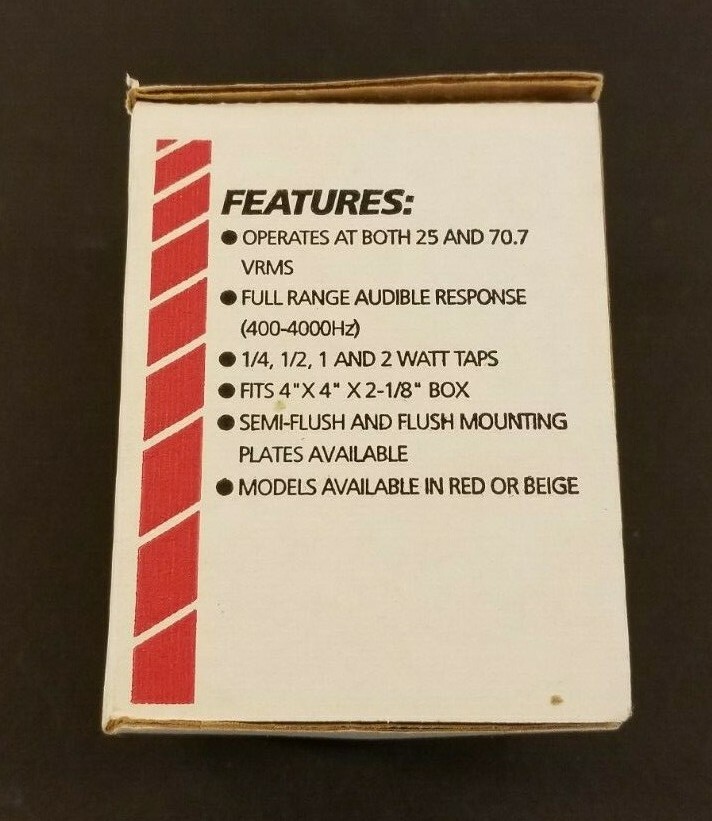 FEATURES:
● OPERATES AT BOTH 25 AND 70.7
VRMS
● FULL RANGE AUDIBLE RESPONSE
(400-4000Hz)
● 1/4, 1/2, 1 AND 2 WATT TAPS
● FITS 4" X 4" X 2-1/8" BOX
● SEMI-FLUSH AND FLUSH MOUNTING
PLATES AVAILABLE
● MODELS AVAILABLE IN RED OR BEIGE